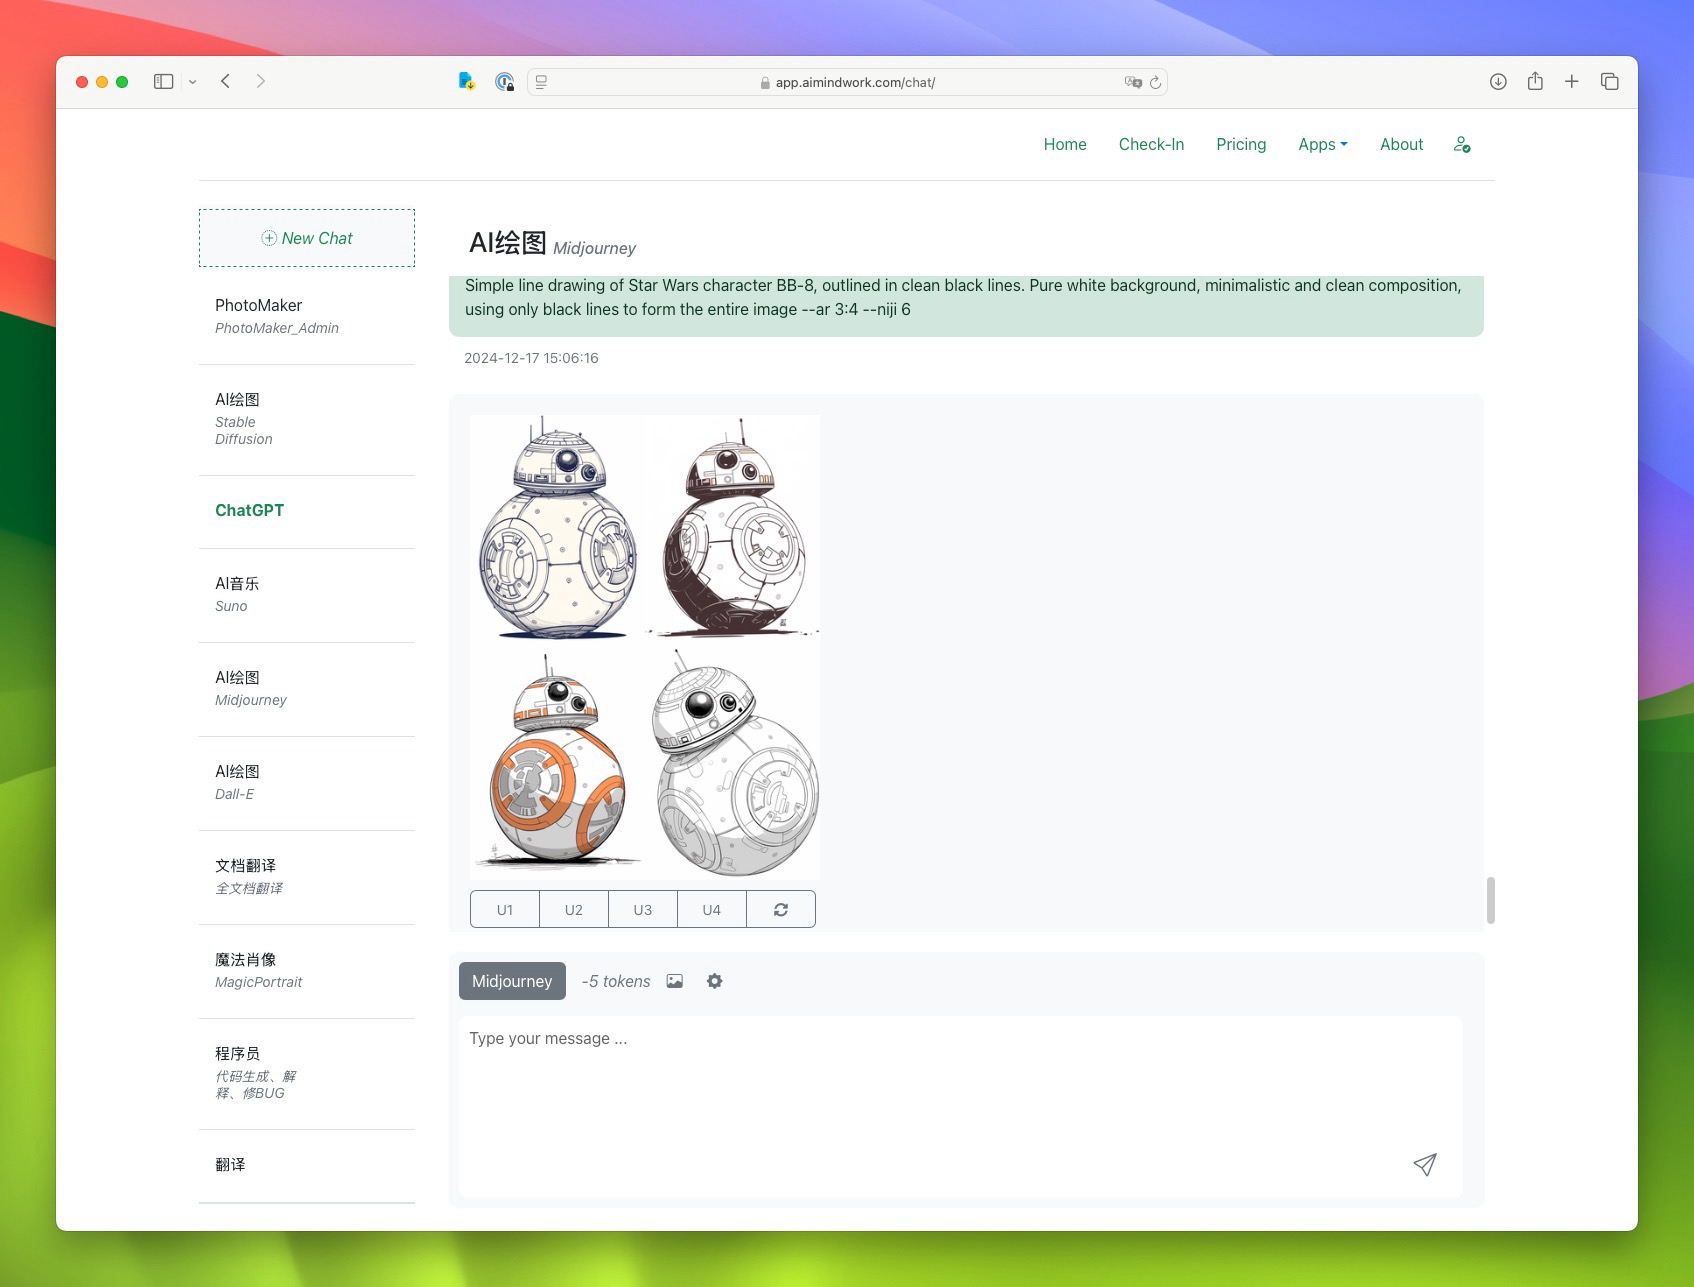 app.aimindwork.com/chat/
Home
Check-In
Pricing
Apps
About
New Chat
PhotoMaker
PhotoMaker_Admin
AI绘图
Stable
Diffusion
ChatGPT
AI音乐
Suno
AI绘图
Midjourney
AI绘图
Dall-E
文档翻译
全文档翻译
魔法肖像
MagicPortrait
程序员
代码生成、解
释、修BUG
翻译
AI绘图 Midjourney
Simple line drawing of Star Wars character BB-8, outlined in clean black lines. Pure white background, minimalistic and clean composition,
using only black lines to form the entire image --ar 3:4 --niji 6
2024-12-17 15:06:16
U1
U2
U3
U4
Midjourney
-5 tokens
Type your message ...